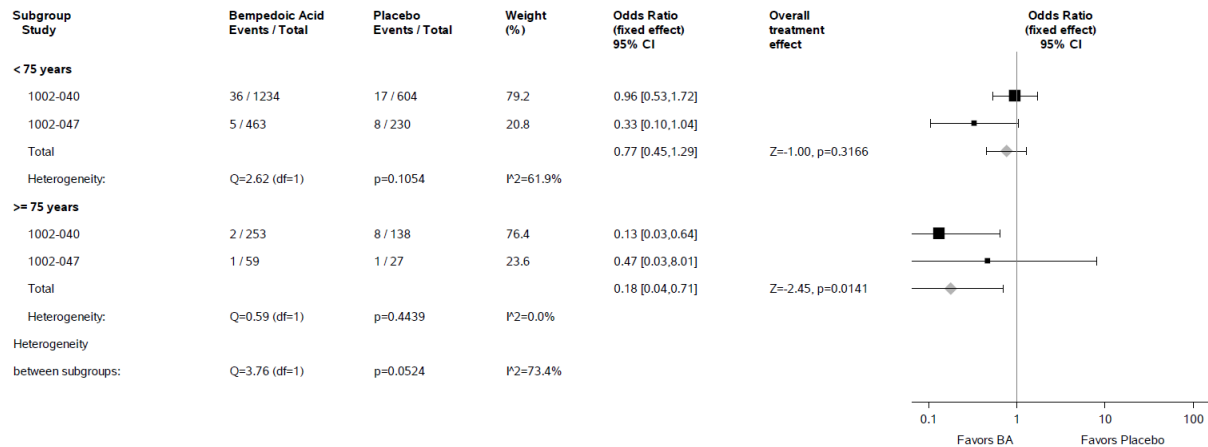 Subgroup Bempedoic Acid Placebo Weight Odds Ratio Overall Odds Ratio
Study Events / Total Events / Total (%) (fixed effect) treatment (fixed effect)
95% CI effect 95% CI
< 75 years
1002-040 36 / 1234 17 / 604 79.2 0.96 [0.53,1.72]
1002-047 5 / 463 8 / 230 20.8 0.33 [0.10,1.04]
Total 0.77 [0.45,1.29] Z=-1.00, p=0.3166
Heterogeneity: Q=2.62 (df=1) p=0.1054 I^2=61.9%
>= 75 years
1002-040 2 / 253 8 / 138 76.4 0.13 [0.03,0.64]
1002-047 1 / 59 1 / 27 23.6 0.47 [0.03,8.01]
Total 0.18 [0.04,0.71] Z=-2.45, p=0.0141
Heterogeneity: Q=0.59 (df=1) p=0.4439 I^2=0.0%
Heterogeneity
between subgroups: Q=3.76 (df=1) p=0.0524 I^2=73.4%
0.1 1 10 100
Favors BA Favors Placebo